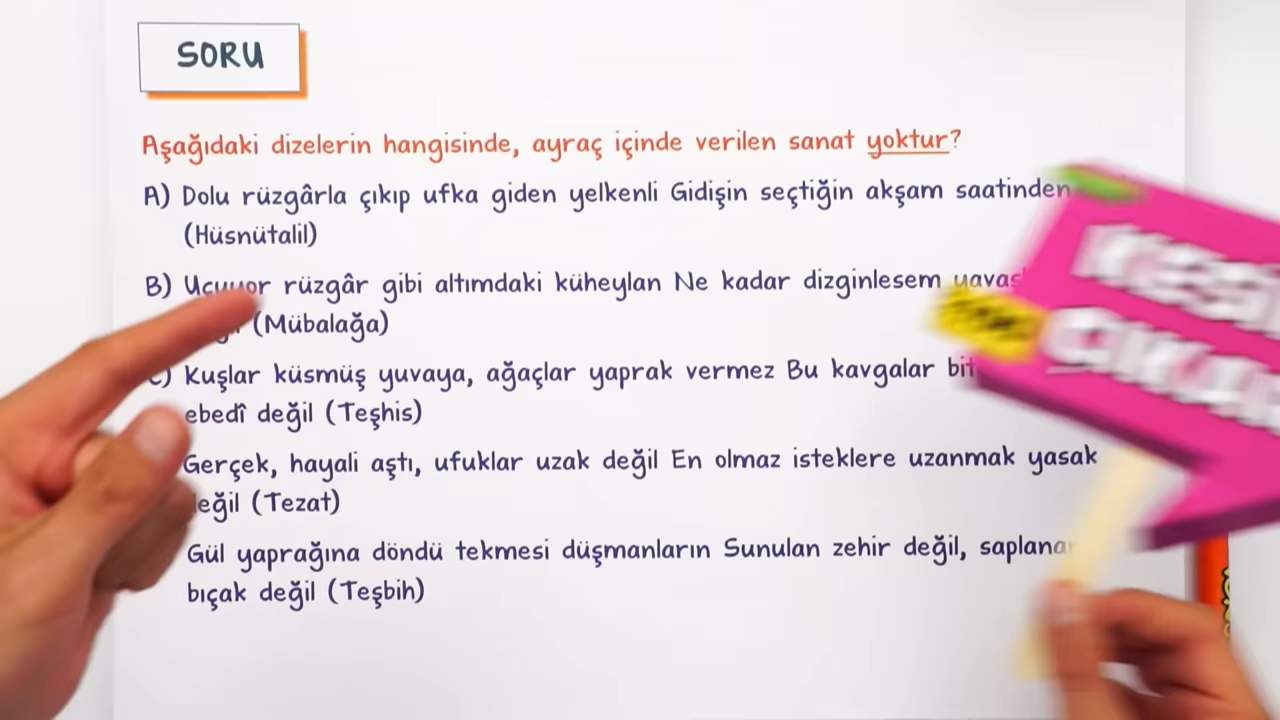 SORU
Aşağıdaki dizelerin hangisinde, ayraç içinde verilen sanat yoktur?
A) Dolu rüzgârla çıkıp ufka giden yelkenli Gidişin seçtiğin akşam saatinden
(Hüsnütalil)
B) Uçuyor rüzgâr gibi altımdaki küheylan Ne kadar dizginlesem
(Mübalağa)
Kuşlar küsmüş yuvaya, ağaçlar yaprak vermez Bu kavgalar
ebedî değil (Teşhis)
Gerçek, hayali aştı, ufuklar uzak değil En olmaz isteklere uzanmak yasak
değil (Tezat)
Gül yaprağına döndü tekmesi düşmanların Sunulan zehir değil,
bıçak değil (Teşbih)